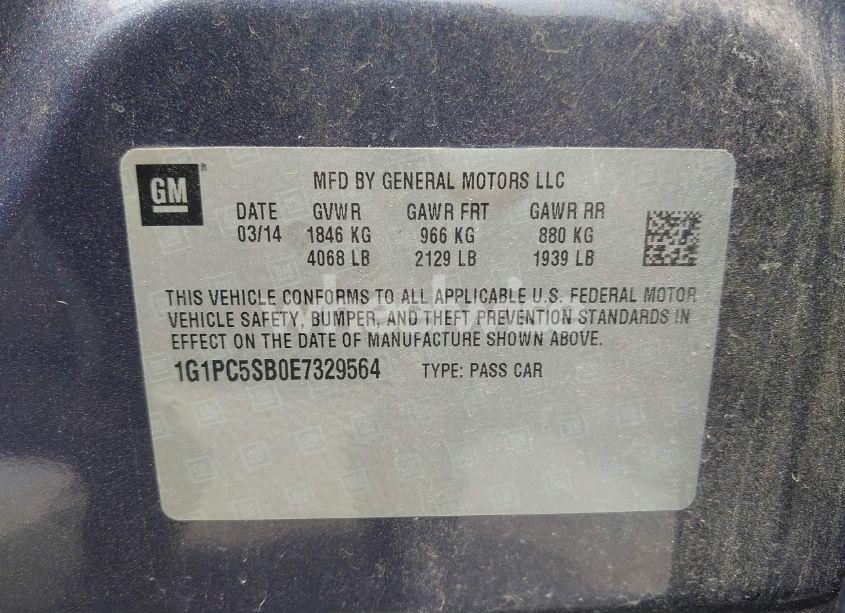 GM
MFD BY GENERAL MOTORS LLC
DATE GVWR GAWR FRT GAWR RR
03/14 1846 KG 966 KG 880 KG
4068 LB 2129 LB 1939 LB
THIS VEHICLE CONFORMS TO ALL APPLICABLE U.S. FEDERAL MOTOR
VEHICLE SAFETY, BUMPER, AND THEFT PREVENTION STANDARDS IN
EFFECT ON THE DATE OF MANUFACTURE SHOWN ABOVE.
1G1PC5SB0E7329564 TYPE: PASS CAR